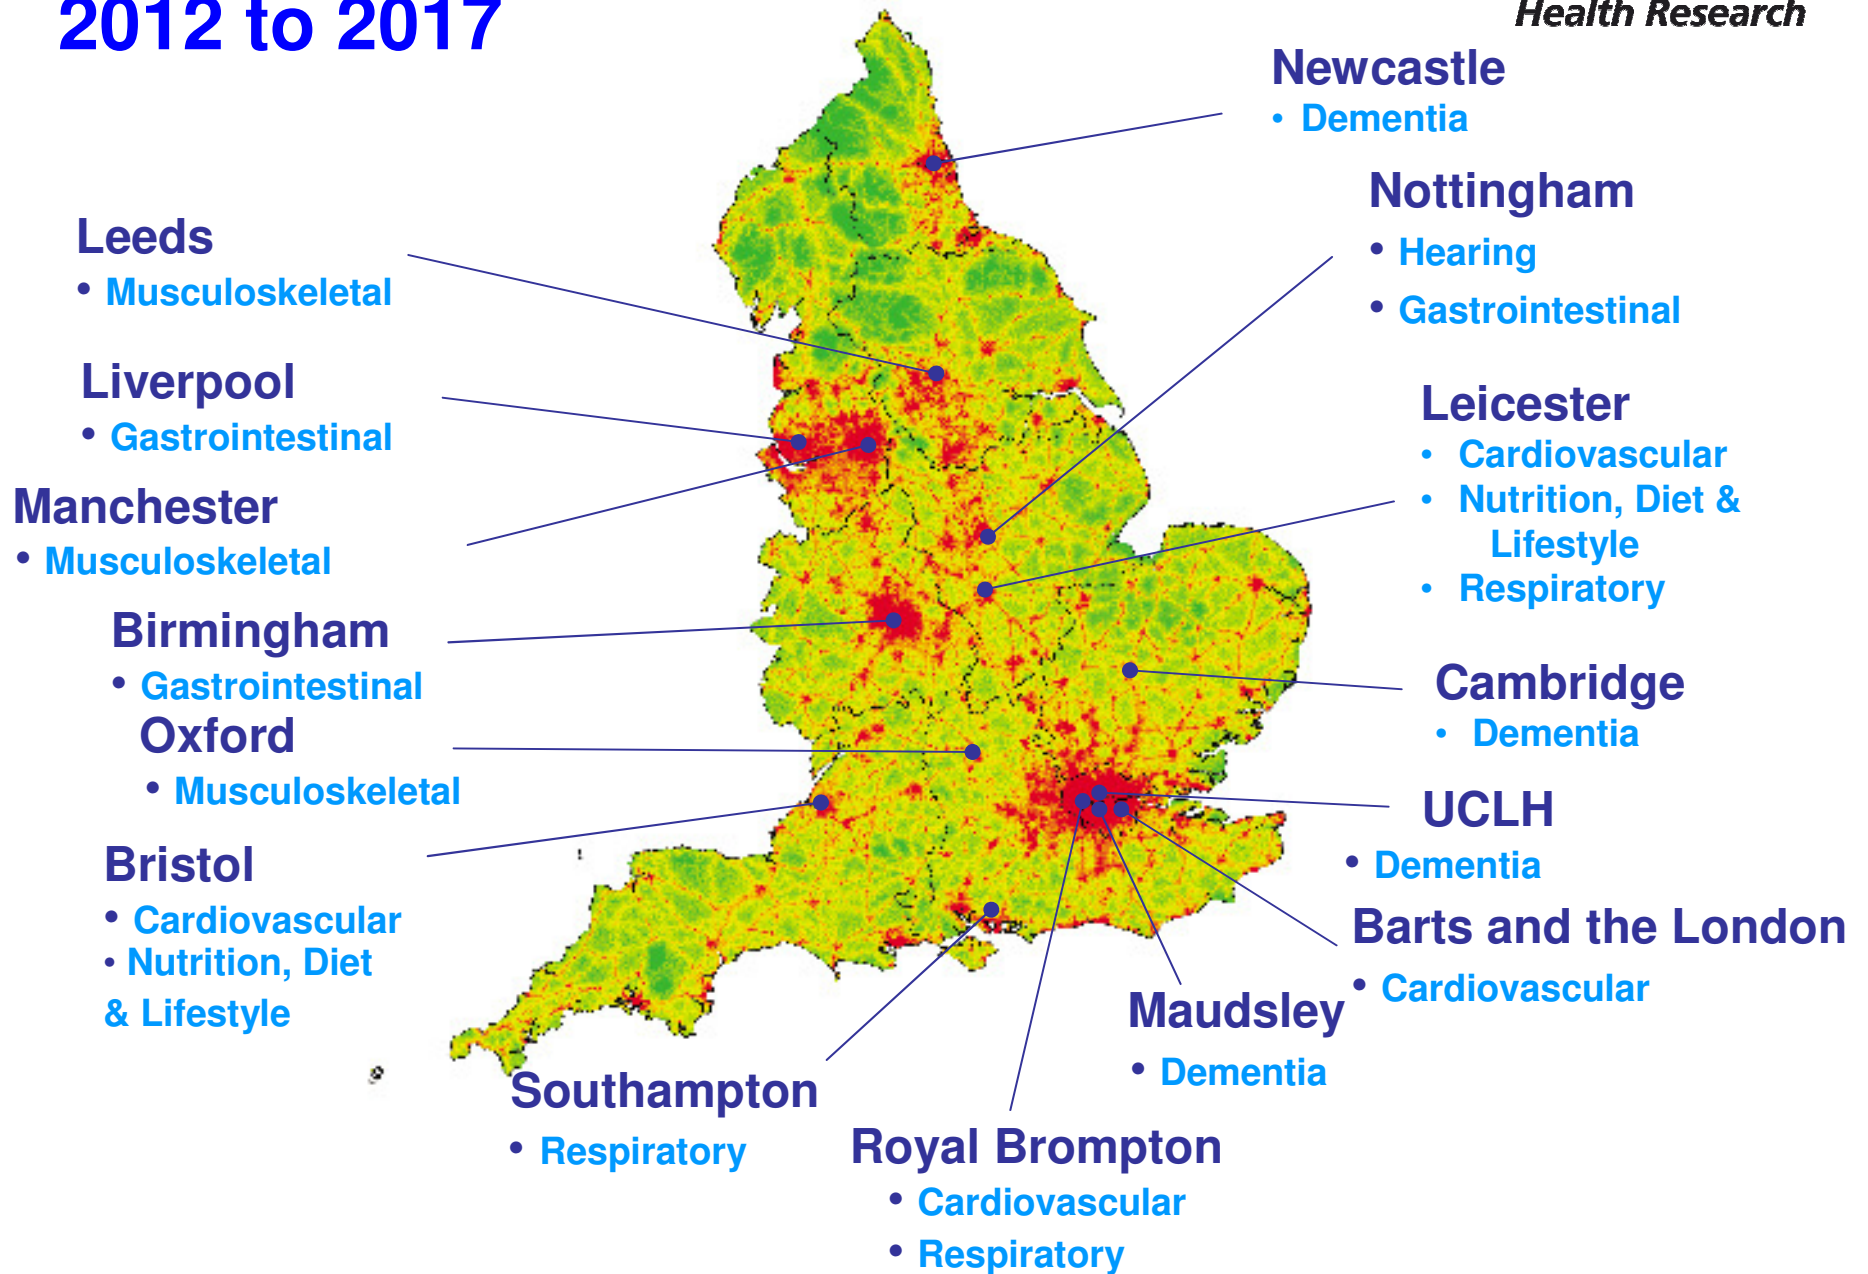 2012 to 2017
Health Research
Newcastle
• Dementia
Nottingham
• Hearing
• Gastrointestinal
Leeds
• Musculoskeletal
Liverpool
• Gastrointestinal
Leicester
• Cardiovascular
• Nutrition, Diet &
Lifestyle
• Respiratory
Manchester
• Musculoskeletal
Birmingham
• Gastrointestinal
Cambridge
• Dementia
Oxford
• Musculoskeletal
UCLH
• Dementia
Bristol
• Cardiovascular
• Nutrition, Diet
& Lifestyle
Barts and the London
• Cardiovascular
Maudsley
• Dementia
Southampton
• Respiratory
Royal Brompton
• Cardiovascular
• Respiratory